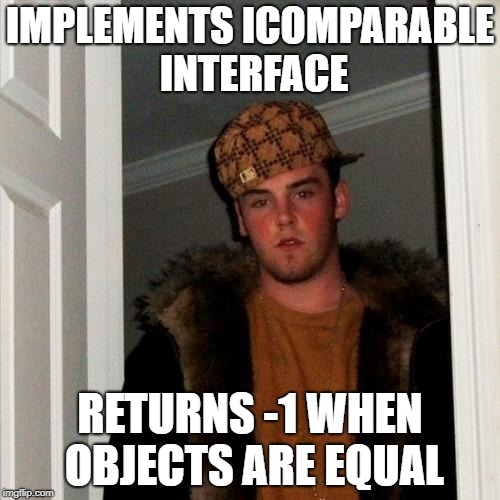 IMPLEMENTS ICOMPARABLE
INTERFACE
RETURNS -1 WHEN
OBJECTS ARE EQUAL
imgflip.com